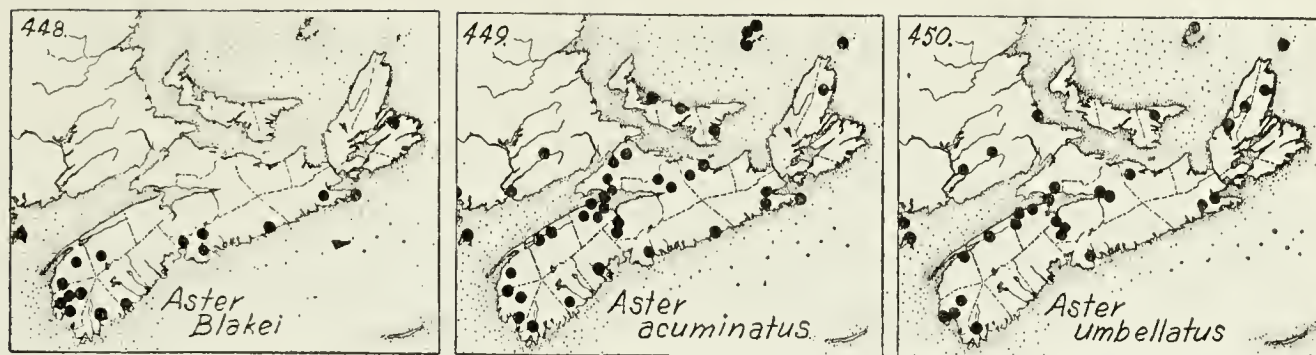 448.
Aster
Blakei
449.
Aster
acuminatus.
450.
Aster
umbellatus